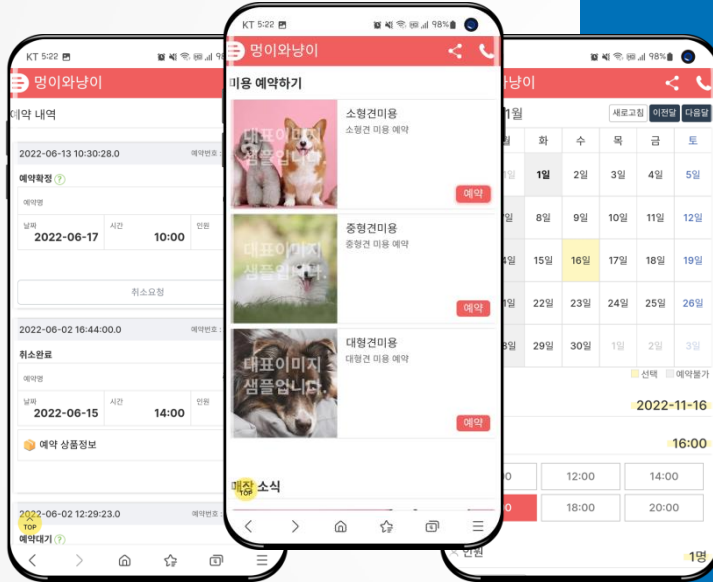 KT 5:22
98%
멍이와냥이
예약 내역
2022-06-13 10:30:28.0 예약번호 :
예약확정 ?
예약명
날짜 시간 인원
2022-06-17 10:00
취소요청
2022-06-02 16:44:00.0 예약번호 :
취소완료
예약명
날짜 시간 인원
2022-06-15 14:00
예약 상품정보
2022-06-02 12:29:23.0 예약번호 :
TOP
예약대기 ?
KT 5:22 98%
멍이와냥이
미용 예약하기
대표이미지
샘플입니다.
소형견미용
소형견 미용 예약
예약
대표이미지
샘플입니다.
중형견미용
중형견 미용 예약
예약
대표이미지
샘플입니다.
대형견미용
대형견 미용 예약
예약
매장 소식
TOP
98%
냥이
1월 새로고침 이전달 다음달
월 화 수 목 금 토
1일 2일 3일 4일 5일
8일 9일 10일 11일 12일
15일 16일 17일 18일 19일
22일 23일 24일 25일 26일
29일 30일 1일 2일 3일
선택 예약불가
2022-11-16
16:00
12:00 14:00
18:00 20:00
인원 1명